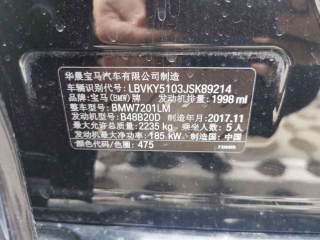 华晨宝马汽车有限公司制造
车辆识别代号: LBVKY5103JSK89214
品牌: 宝马(BMW)牌 发动机排量: 1998 ml
整车型号: BMW7201LM
发动机型号: B48B20D 制造年月: 2017.11
最大允许总质量: 2235 kg 乘坐人数: 5人
发动机最大净功率: 185 kW 制造国: 中国
颜色代码/色圈: 475